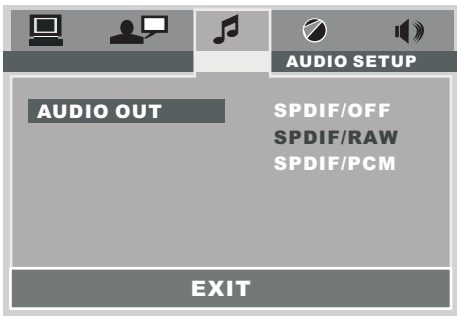 AUDIO SETUP
AUDIO OUT
SPDIF/OFF
SPDIF/RAW
SPDIF/PCM
EXIT